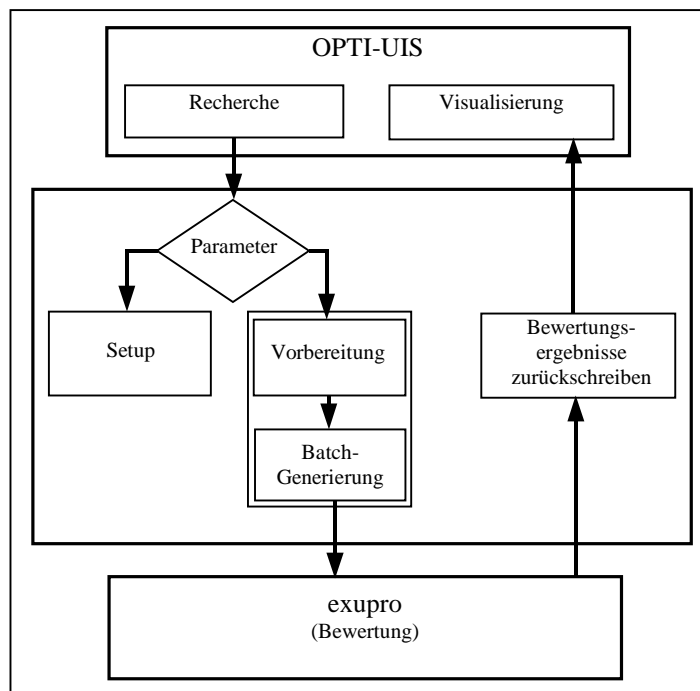 OPTI-UIS
Recherche
Visualisierung
Parameter
Setup
Vorbereitung
Bewertungs-
ergebnisse
zurückschreiben
Batch-
Generierung
exupro
(Bewertung)